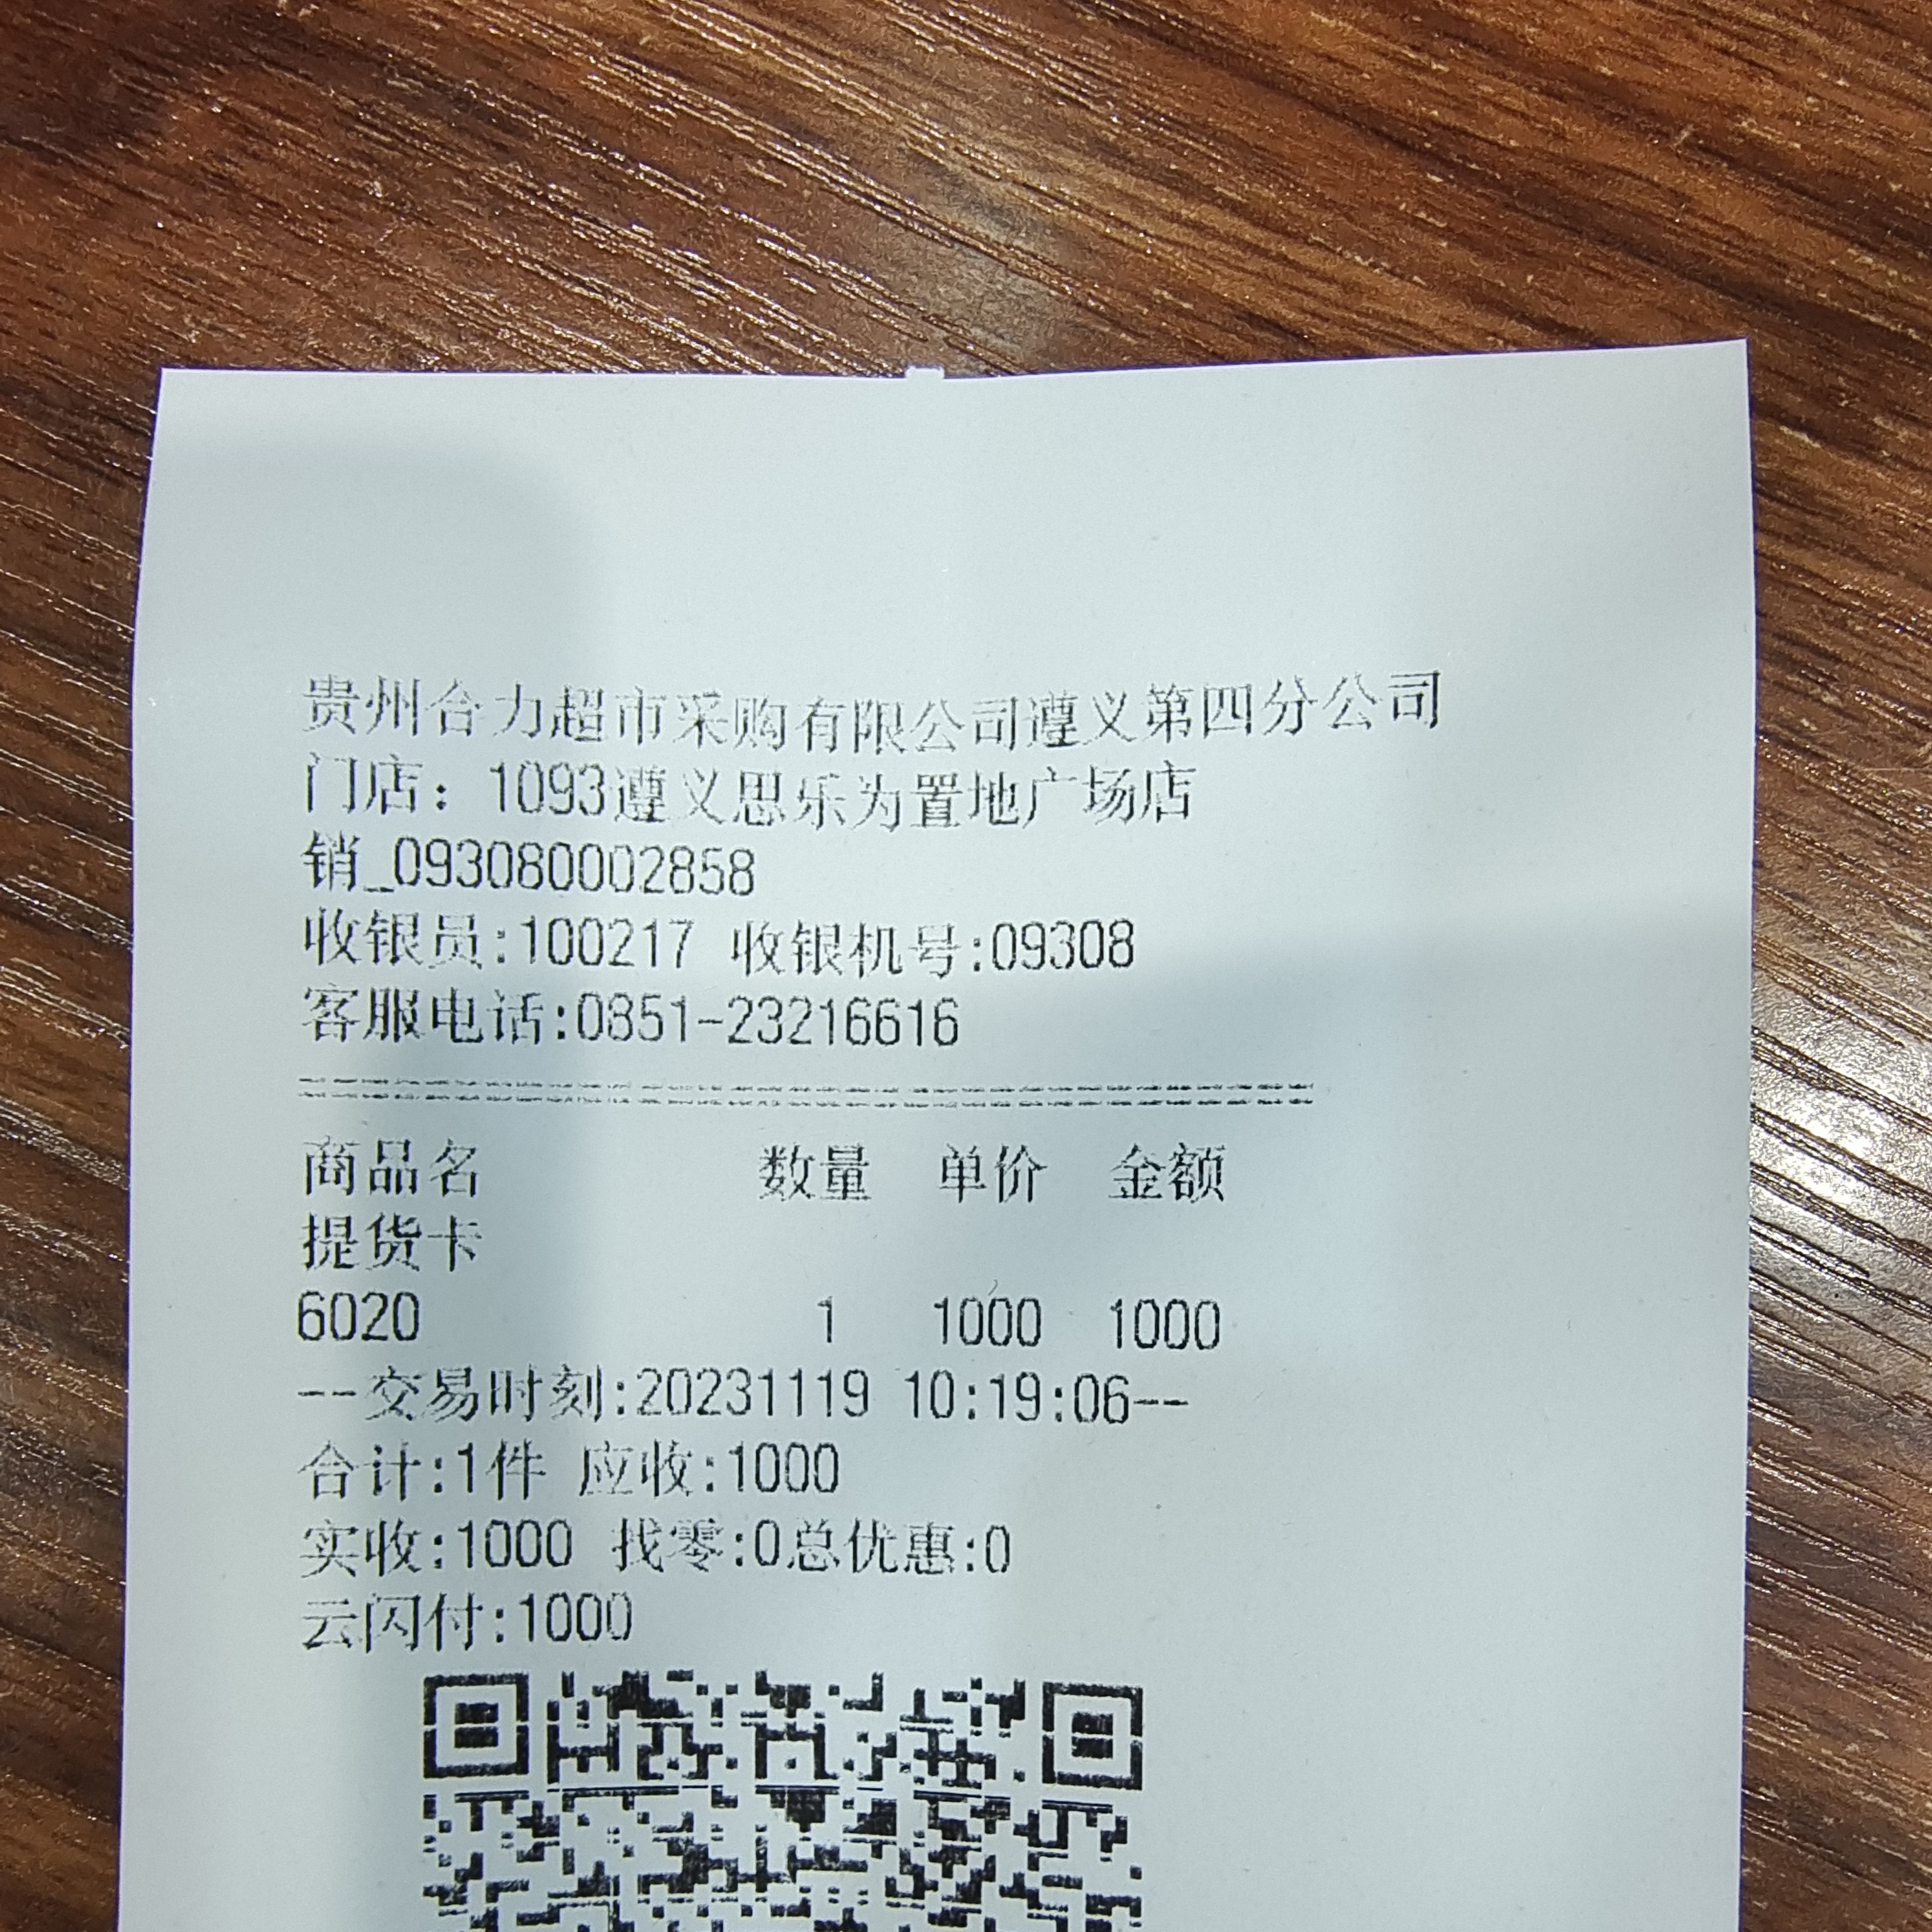 贵州合力超市采购有限公司遵义第四分公司
门店：1093遵义思乐为置地广场店
销_093080002858
收银员:100217 收银机号:09308
客服电话:0851-23216616
商品名 数量 单价 金额
提货卡
6020 1 1000 1000
--交易时刻:20231119 10:19:06--
合计:1件 应收:1000
实收:1000 找零:0总优惠:0
云闪付:1000